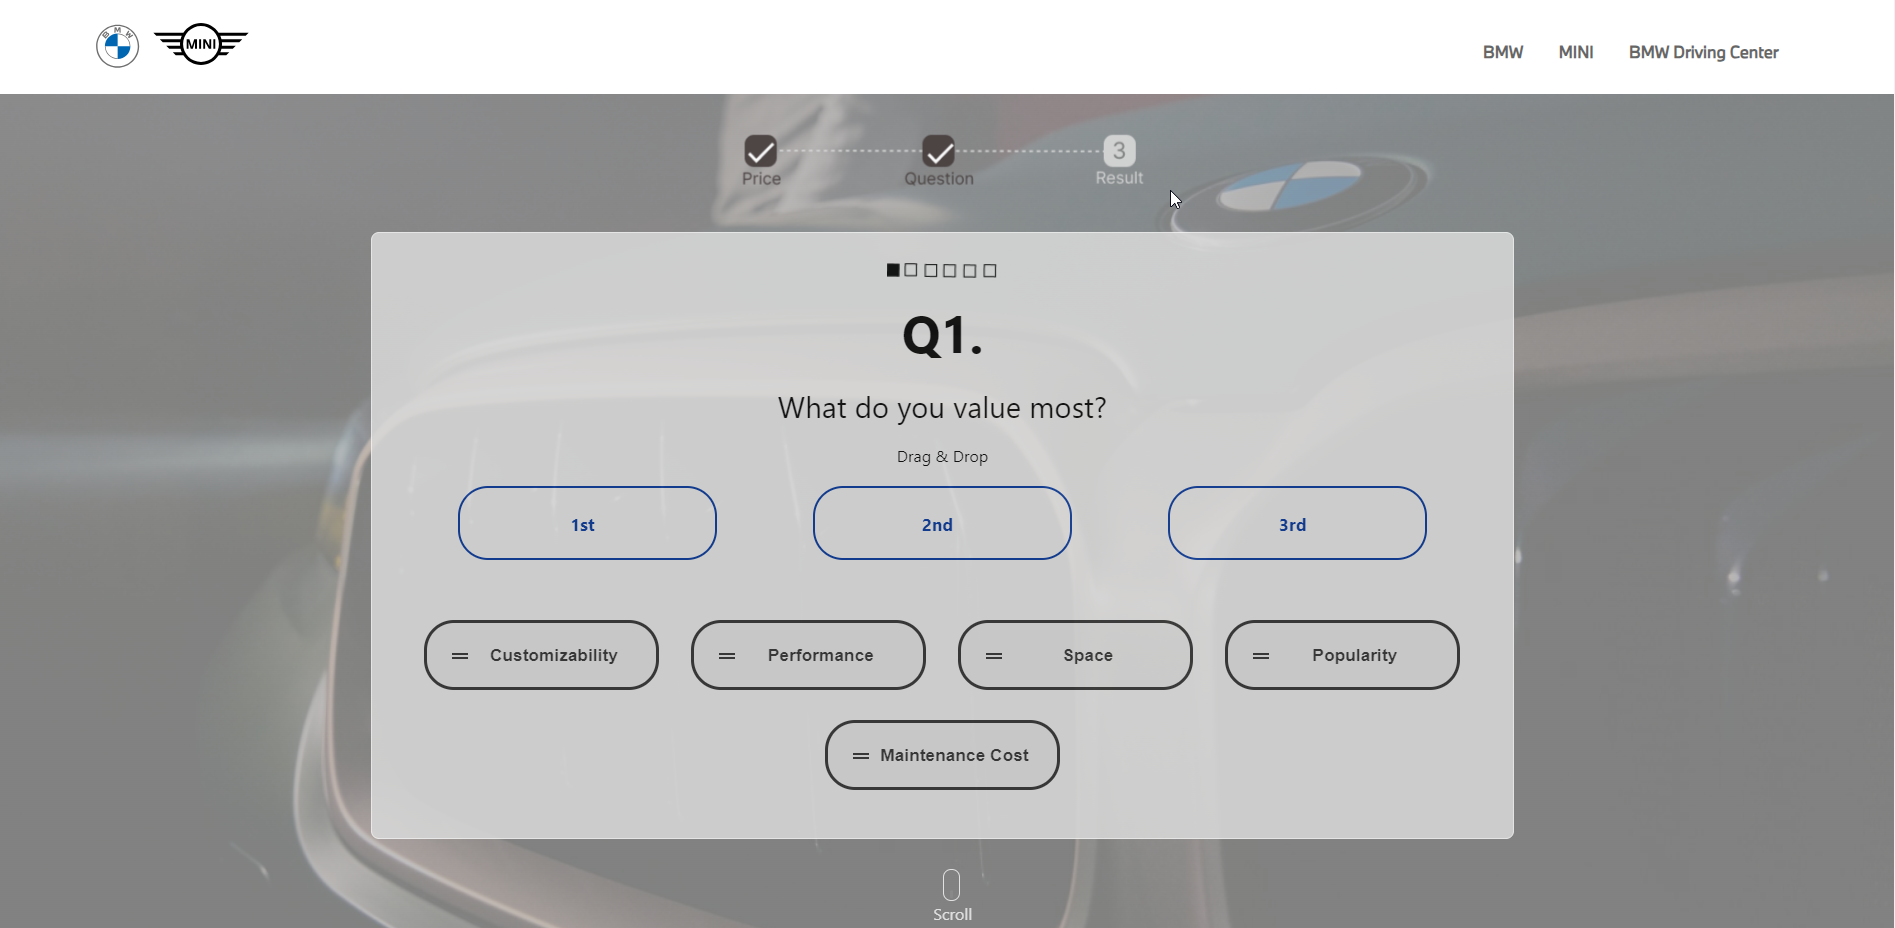 BMW
MINI
BMW MINI BMW Driving Center
3
Price Question Result
Q1.
What do you value most?
Drag & Drop
1st 2nd 3rd
Customizability Performance Space Popularity
Maintenance Cost
Scroll